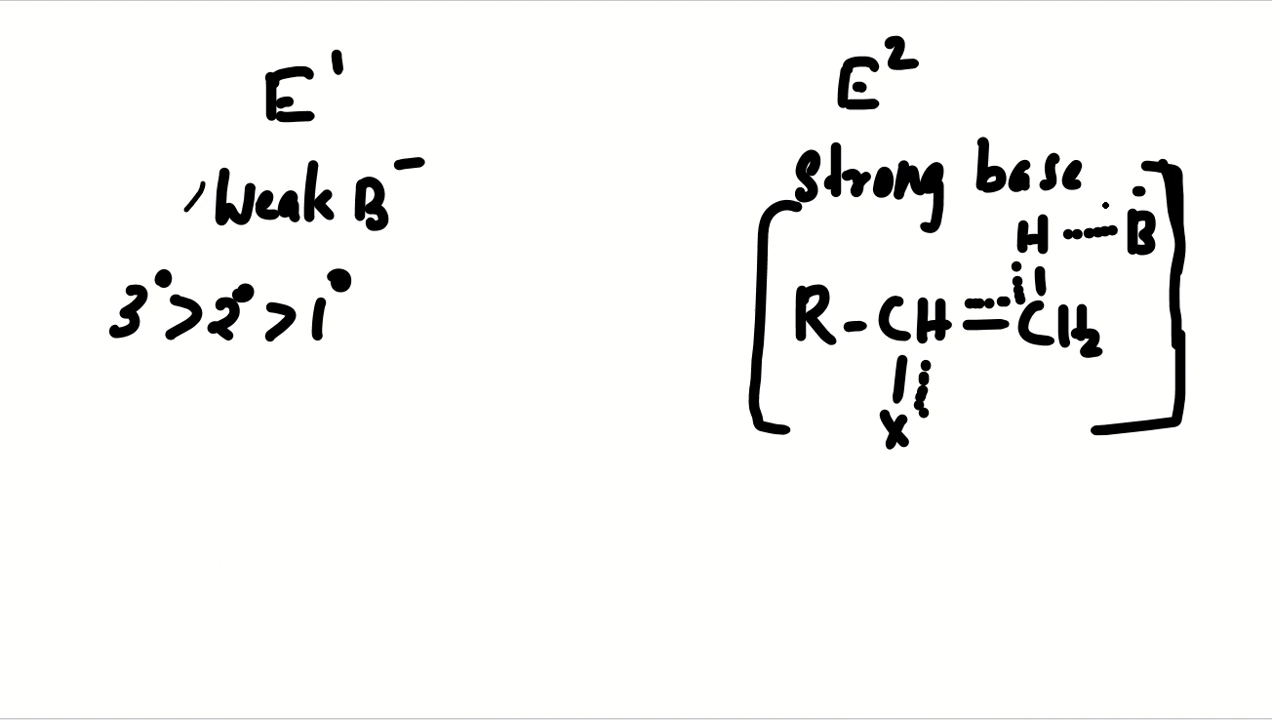 E¹
Weak B⁻
3° > 2° > 1°
E²
Strong base
H ------ B
R - CH = CH₂
X